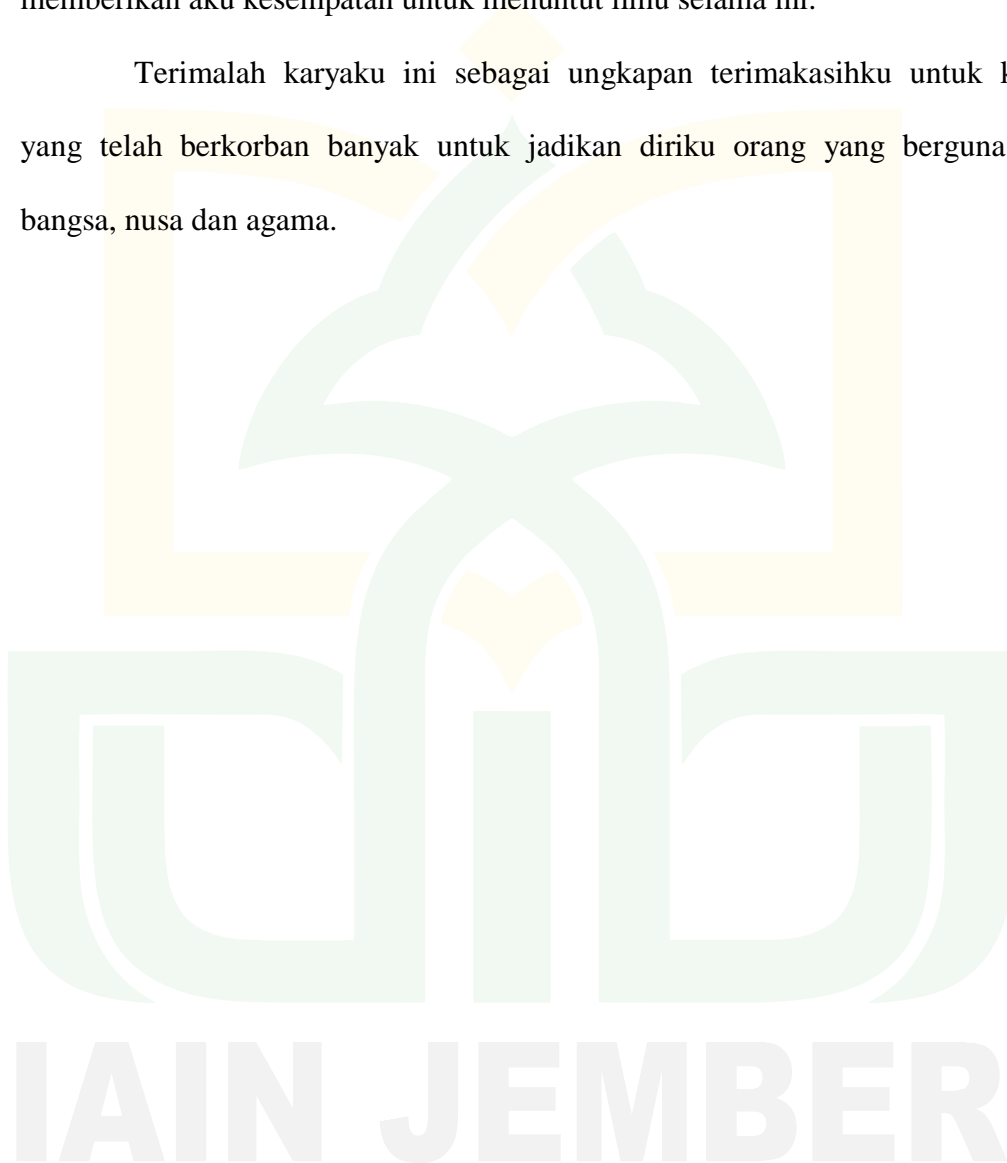 memberikan aku kesempatan untuk menuntut ilmu selama ini.
Terimalah karyaku ini sebagai ungkapan terimakasihku untuk
yang telah berkorban banyak untuk jadikan diriku orang yang berguna
bangsa, nusa dan agama.
IAIN JEMBER